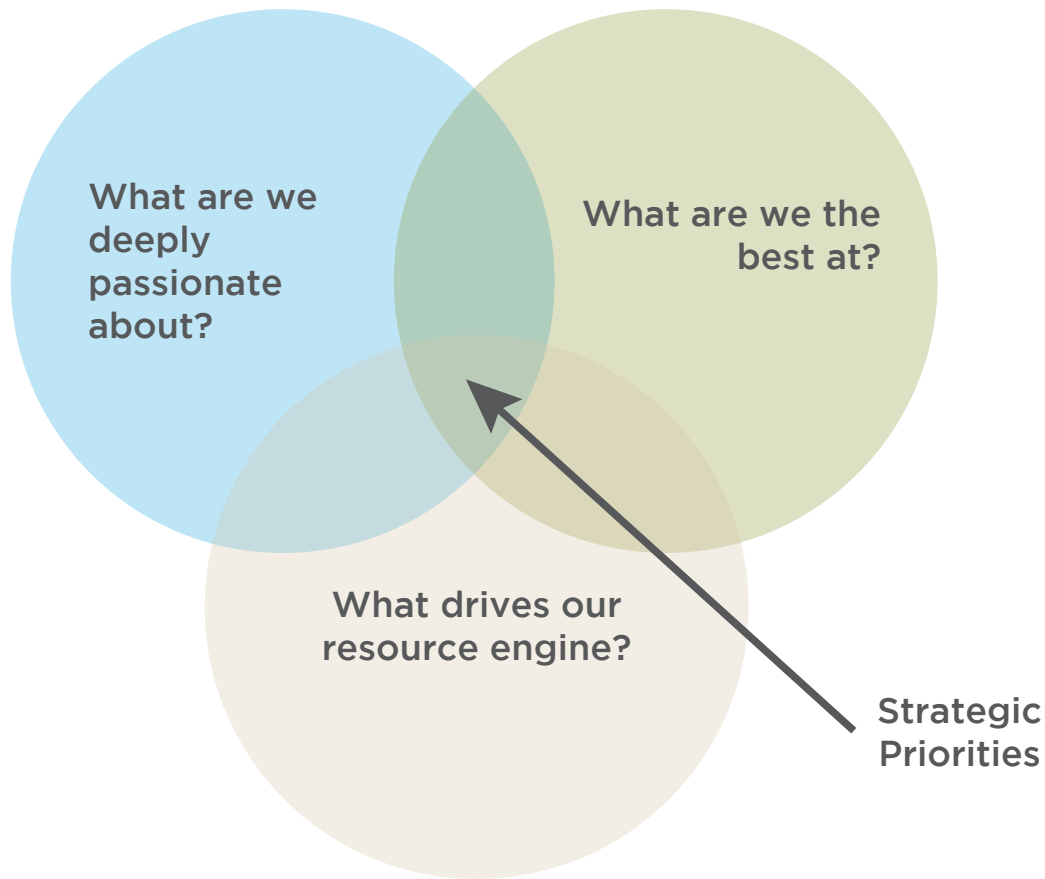 What are we
deeply
passionate
about?
What are we the
best at?
What drives our
resource engine?
Strategic
Priorities